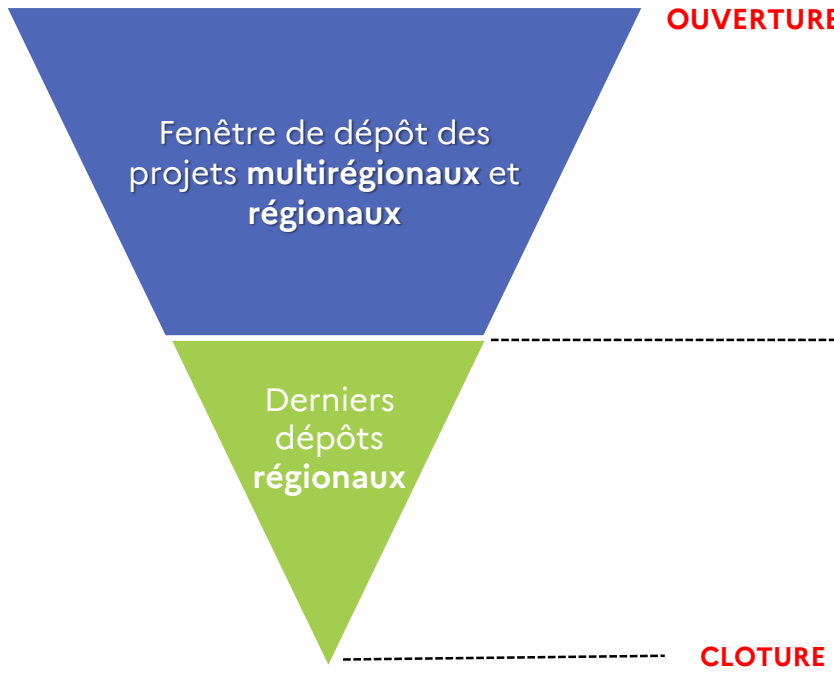 OUVERTURE
Fenêtre de dépôt des
projets multirégionaux et
régionaux
Derniers
dépôts
régionaux
CLOTURE